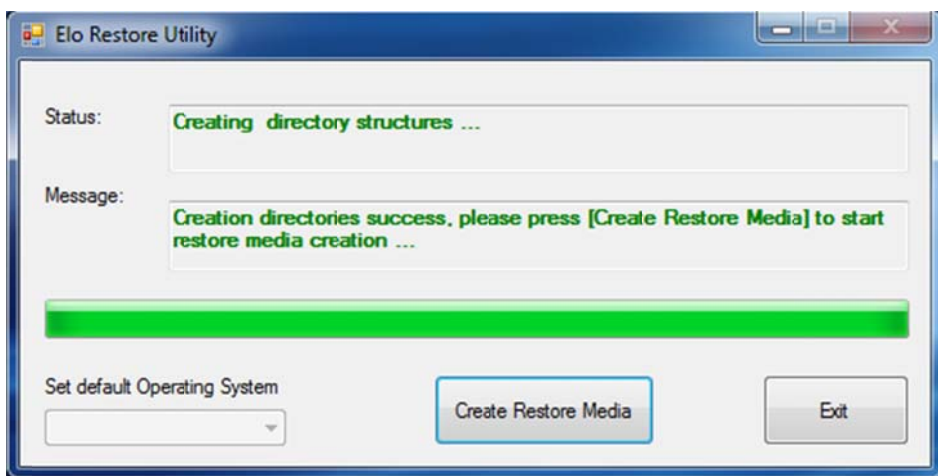 Elo Restore Utility
Status:
Creating directory structures ...
Message:
Creation directories success, please press [Create Restore Media] to start
restore media creation ...
Set default Operating System
Create Restore Media
Exit